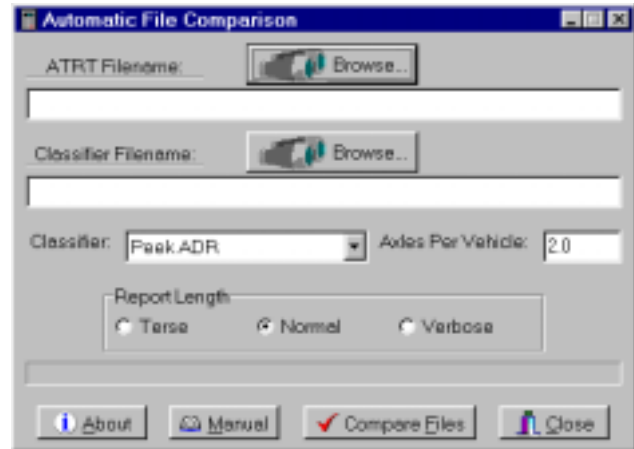 Automatic File Comparison
ATRT Filename:
Browse...
Classifier Filename:
Browse...
Classifier:
Peek ADR
Axles Per Vehicle:
2.0
Report Length
Terse
Normal
Verbose
About
Manual
Compare Files
Close